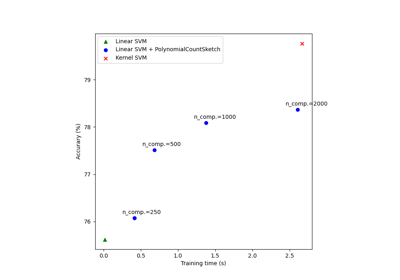 Linear SVM
Linear SVM + PolynomialCountSketch
Kernel SVM
79
78
77
76
Accurary (%)
n_comp.=2000
n_comp.=1000
n_comp.=500
n_comp.=250
0.0 0.5 1.0 1.5 2.0 2.5
Training time (s)